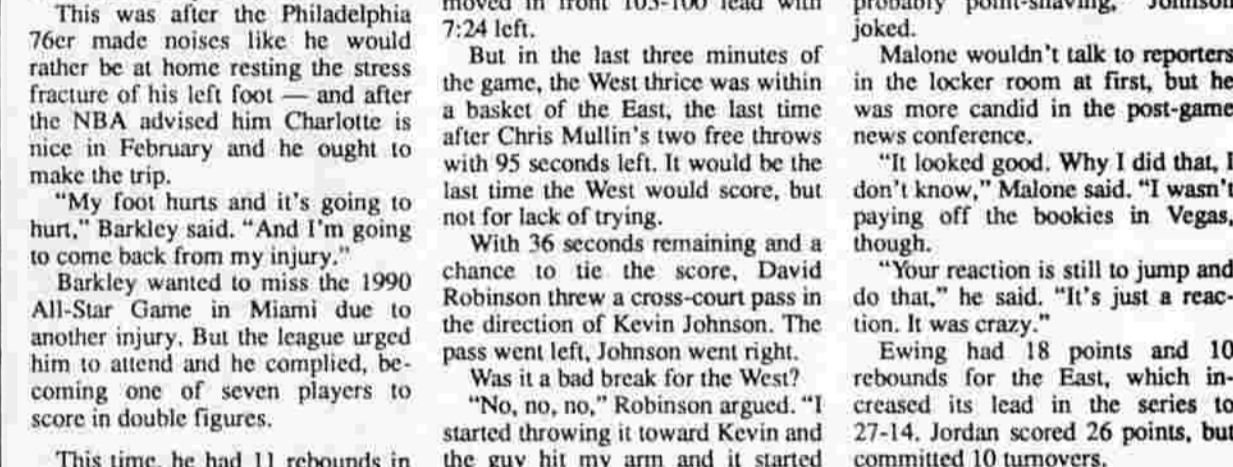 This was after the Philadelphia
76er made noises like he would
rather be at home resting the stress
fracture of his left foot — and after
the NBA advised him Charlotte is
nice in February and he ought to
make the trip.
"My foot hurts and it's going to
hurt," Barkley said. "And I'm going
to come back from my injury."
Barkley wanted to miss the 1990
All-Star Game in Miami due to
another injury. But the league urged
him to attend and he complied, be-
coming one of seven players to
score in double figures.
This time, he had 11 rebounds in
moved in front 103-100 lead with
7:24 left.
But in the last three minutes of
the game, the West thrice was within
a basket of the East, the last time
after Chris Mullin's two free throws
with 95 seconds left. It would be the
last time the West would score, but
not for lack of trying.
With 36 seconds remaining and a
chance to tie the score, David
Robinson threw a cross-court pass in
the direction of Kevin Johnson. The
pass went left, Johnson went right.
Was it a bad break for the West?
"No, no, no," Robinson argued. "I
started throwing it toward Kevin and
the guy hit my arm and it started
probably point-shaving," Johnson
joked.
Malone wouldn't talk to reporters
in the locker room at first, but he
was more candid in the post-game
news conference.
"It looked good. Why I did that, I
don't know," Malone said. "I wasn't
paying off the bookies in Vegas,
though.
"Your reaction is still to jump and
do that," he said. "It's just a reac-
tion. It was crazy."
Ewing had 18 points and 10
rebounds for the East, which in-
creased its lead in the series to
27-14. Jordan scored 26 points, but
committed 10 turnovers.